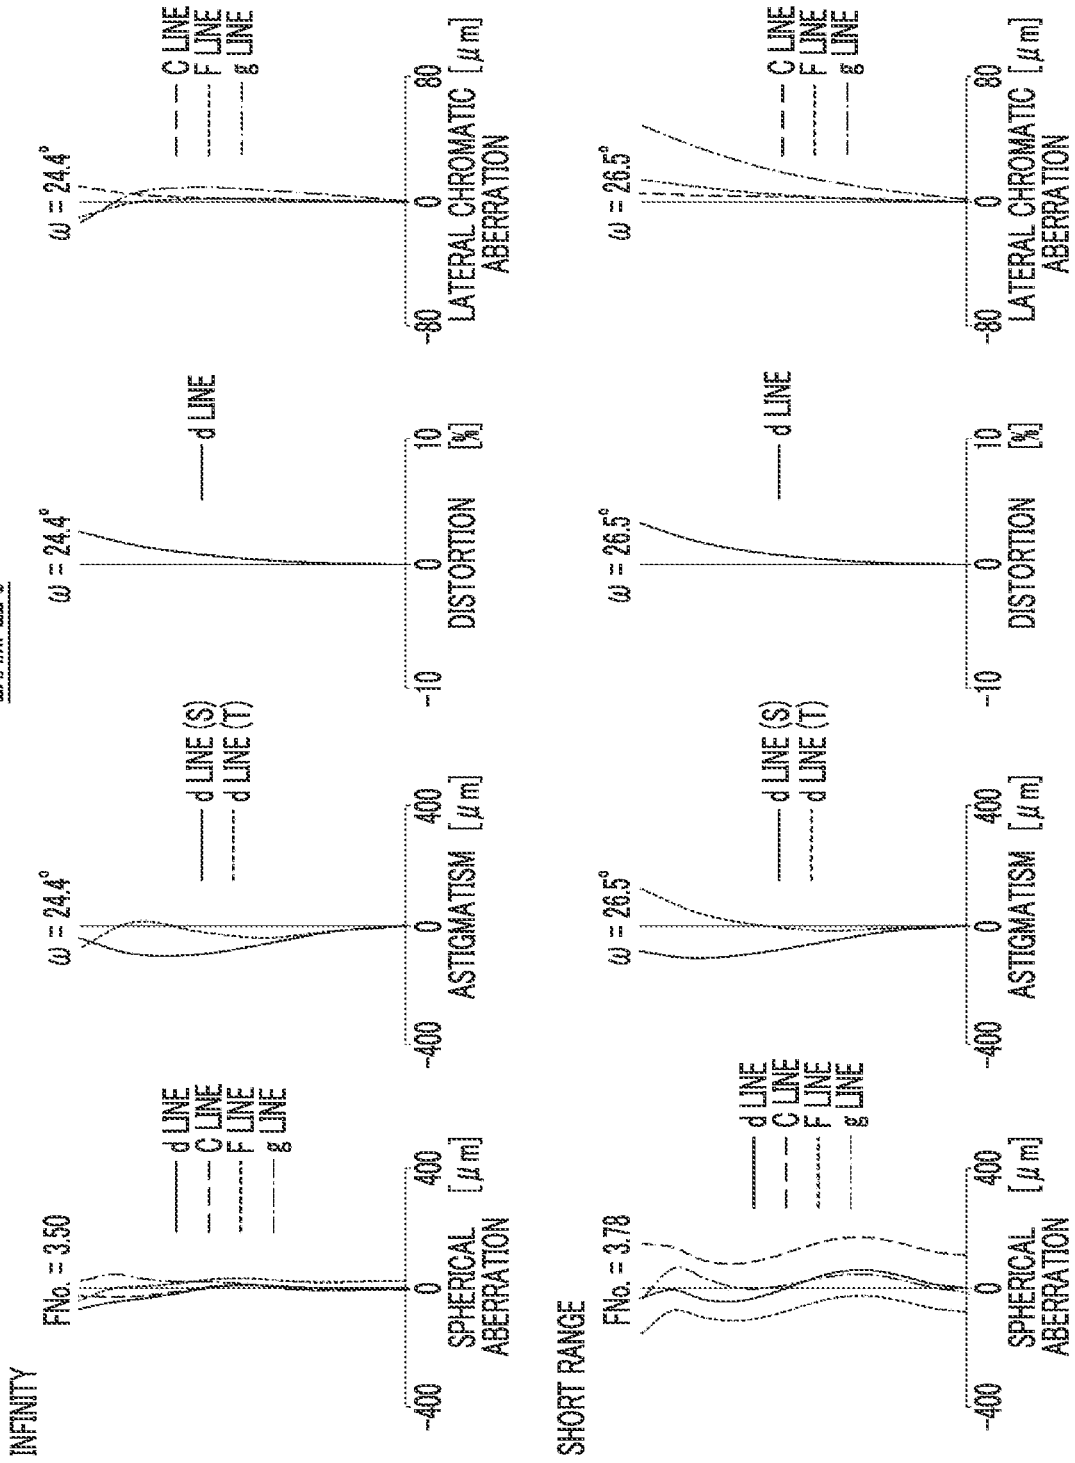 INFINITY
FNo. = 3.50
d LINE
C LINE
F LINE
g LINE
-400
0
400
SPHERICAL
ABERRATION
[μm]
ω = 24.4°
d LINE (S)
d LINE (T)
-400
0
400
ASTIGMATISM [μm]
ω = 24.4°
d LINE
-10
0
10
DISTORTION
[%]
ω = 24.4°
C LINE
F LINE
g LINE
-80
0
80
LATERAL CHROMATIC [μm]
ABERRATION
SHORT RANGE
FNo. = 3.78
d LINE
C LINE
F LINE
g LINE
-400
0
400
SPHERICAL
ABERRATION
[μm]
ω = 26.5°
d LINE (S)
d LINE (T)
-400
0
400
ASTIGMATISM [μm]
ω = 26.5°
d LINE
-10
0
10
DISTORTION
[%]
ω = 26.5°
C LINE
F LINE
g LINE
-80
0
80
LATERAL CHROMATIC [μm]
ABERRATION